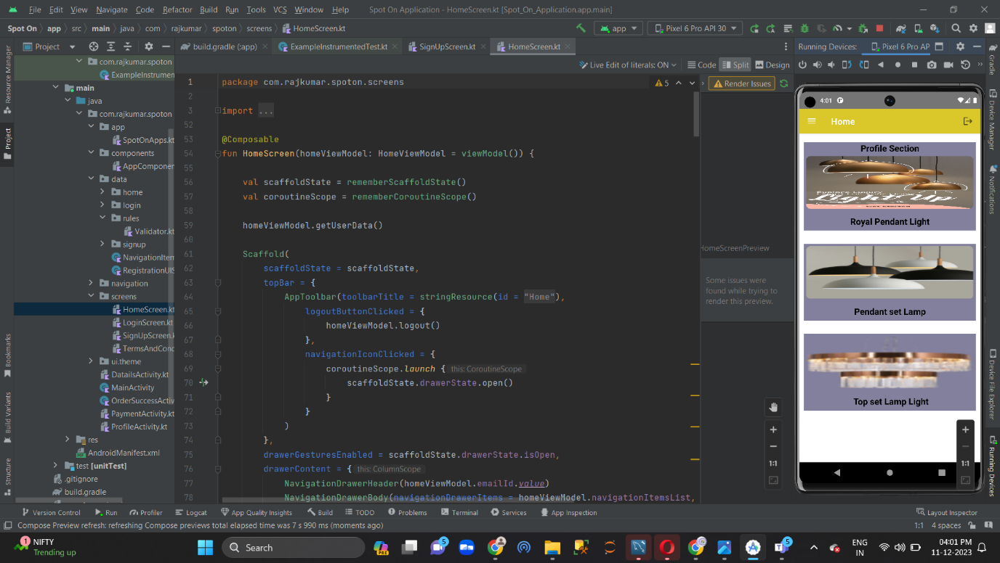 File Edit View Navigate Code Refactor Build Run Tools VCS Window Help Spot On Application - HomeScreen.kt [Spot_On_Application.app.main]
Spot On app src main java com rajkumar spoton screens HomeScreen.kt app Pixel 6 Pro API 30
Project build.gradle (:app) ExampleInstrumentedTest.kt SignUpScreen.kt HomeScreen.kt Running Devices: Pixel 6 Pro AP
Live Edit of literals: ON Code Split Design
Resource Manager
Project
Bookmarks
Build Variants
Structure
com.rajkumar.spoton
ExampleInstrumen
main
java
com.rajkumar.spoton
app
SpotOnApps.kt
components
AppComponen
data
home
login
rules
Validator.kt
signup
NavigationItem
RegistrationUIS
navigation
screens
HomeScreen.kt
LoginScreen.kt
SignUpScreen.k
TermsAndCond
ui.theme
DatailsActivity.kt
MainActivity
OrderSuccessActiv
PaymentActivity.kt
ProfileActivity.kt
res
AndroidManifest.xml
test [unitTest]
.gitignore
build.gradle
1 package com.rajkumar.spoton.screens 5
2
3 import ...
52
53 @Composable
54 fun HomeScreen(homeViewModel: HomeViewModel = viewModel()) {
55
56 val scaffoldState = rememberScaffoldState()
57 val coroutineScope = rememberCoroutineScope()
58
59 homeViewModel.getUserData()
60
61 Scaffold(
62 scaffoldState = scaffoldState,
63 topBar = {
64 AppToolbar(toolbarTitle = stringResource(id = "Home"),
65 logoutButtonClicked = {
66 homeViewModel.logout()
67 },
68 navigationIconClicked = {
69 coroutineScope.launch { this: CoroutineScope
70 scaffoldState.drawerState.open()
71 }
72 }
73 )
74 },
75 drawerGesturesEnabled = scaffoldState.drawerState.isOpen,
76 drawerContent = { this: ColumnScope
77 NavigationDrawerHeader(homeViewModel.emailId.value)
78 NavigationDrawerBody(navigationDrawerItems = homeViewModel.navigationItemsList,
Render Issues
HomeScreenPreview
Some issues were
found while trying to
render this preview.
1:1
4:01
Home
Profile Section
Explore Luxury
Light Up
Get Started
Royal Pendant Light
Pendant set Lamp
Top set Lamp Light
1:1
Gradle
Device Manager
Notifications
Device File Explorer
Running Devices
Version Control Run Profiler Logcat App Quality Insights Build TODO Problems Terminal Services App Inspection Layout Inspector
Compose Preview refresh: refreshing Compose previews total elapsed time was 7 s 990 ms (moments ago) 1:1 4 spaces
1 NIFTY
Trending up
Search
PRE
5
5
ENG
IN
04:01 PM
11-12-2023